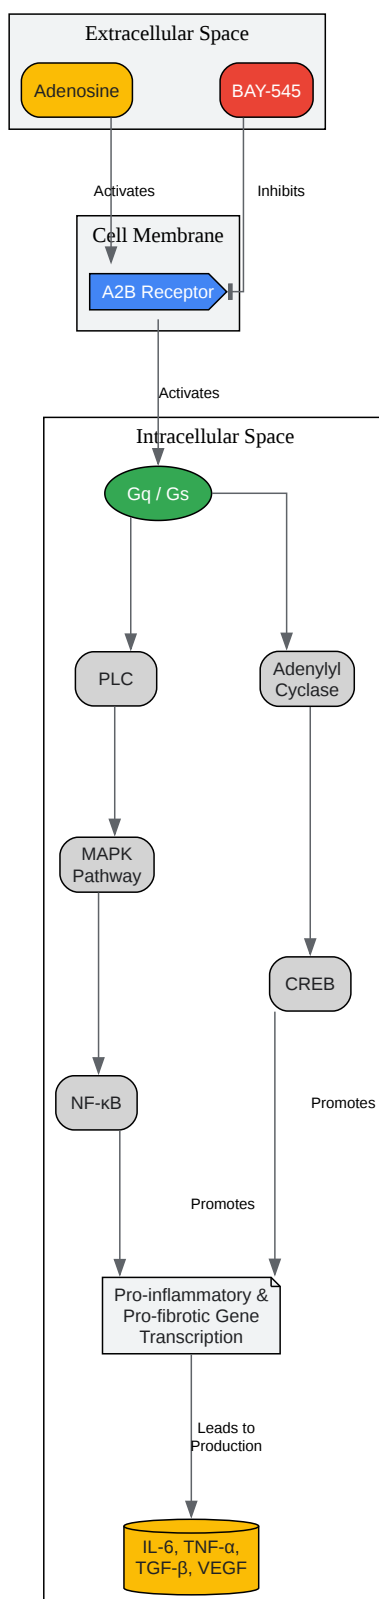 Extracellular Space
Adenosine
BAY-545
Activates
Inhibits
Cell Membrane
A2B Receptor
Activates
Intracellular Space
Gq / Gs
PLC
Adenylyl
Cyclase
MAPK
Pathway
CREB
NF-κB
Promotes
Promotes
Pro-inflammatory &
Pro-fibrotic Gene
Transcription
Leads to
Production
IL-6, TNF-α,
TGF-β, VEGF